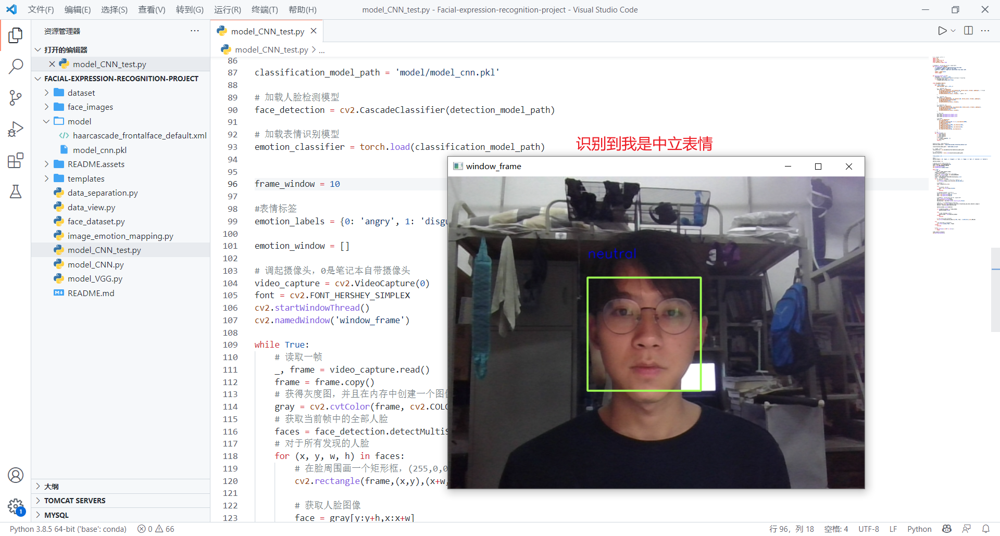 文件(F) 编辑(E) 选择(S) 查看(V) 转到(G) 运行(R) 终端(T) 帮助(H) model_CNN_test.py - Facial-expression-recognition-project - Visual Studio Code
资源管理器
打开的编辑器
model_CNN_test.py
FACIAL-EXPRESSION-RECOGNITION-PROJECT
dataset
face_images
model
haarcascade_frontalface_default.xml
model_cnn.pkl
README.assets
templates
data_separation.py
data_view.py
face_dataset.py
image_emotion_mapping.py
model_CNN_test.py
model_CNN.py
model_VGG.py
README.md
大纲
TOMCAT SERVERS
MYSQL
1
model_CNN_test.py
model_CNN_test.py > ...
86
87 classification_model_path = 'model/model_cnn.pkl'
88
89 # 加载人脸检测模型
90 face_detection = cv2.CascadeClassifier(detection_model_path)
91
92 # 加载表情识别模型
93 emotion_classifier = torch.load(classification_model_path)
94
95
96 frame_window = 10
97
98 #表情标签
99 emotion_labels = {0: 'angry', 1: 'disgu
100
101 emotion_window = []
102
103 # 调起摄像头，0是笔记本自带摄像头
104 video_capture = cv2.VideoCapture(0)
105 font = cv2.FONT_HERSHEY_SIMPLEX
106 cv2.startWindowThread()
107 cv2.namedWindow('window_frame')
108
109 while True:
110 # 读取一帧
111 _, frame = video_capture.read()
112 frame = frame.copy()
113 # 获得灰度图，并且在内存中创建一个图像
114 gray = cv2.cvtColor(frame, cv2.COLO
115 # 获取当前帧中的全部人脸
116 faces = face_detection.detectMultiS
117 # 对于所有发现的人脸
118 for (x, y, w, h) in faces:
119 # 在脸周围画一个矩形框，(255,0,0
120 cv2.rectangle(frame,(x,y),(x+w,
121
122 # 获取人脸图像
123 face = gray[y:y+h,x:x+w]
识别到我是中立表情
window_frame
neutral
Python 3.8.5 64-bit ('base': conda) 0 66 行 96，列 18 空格: 4 UTF-8 LF Python